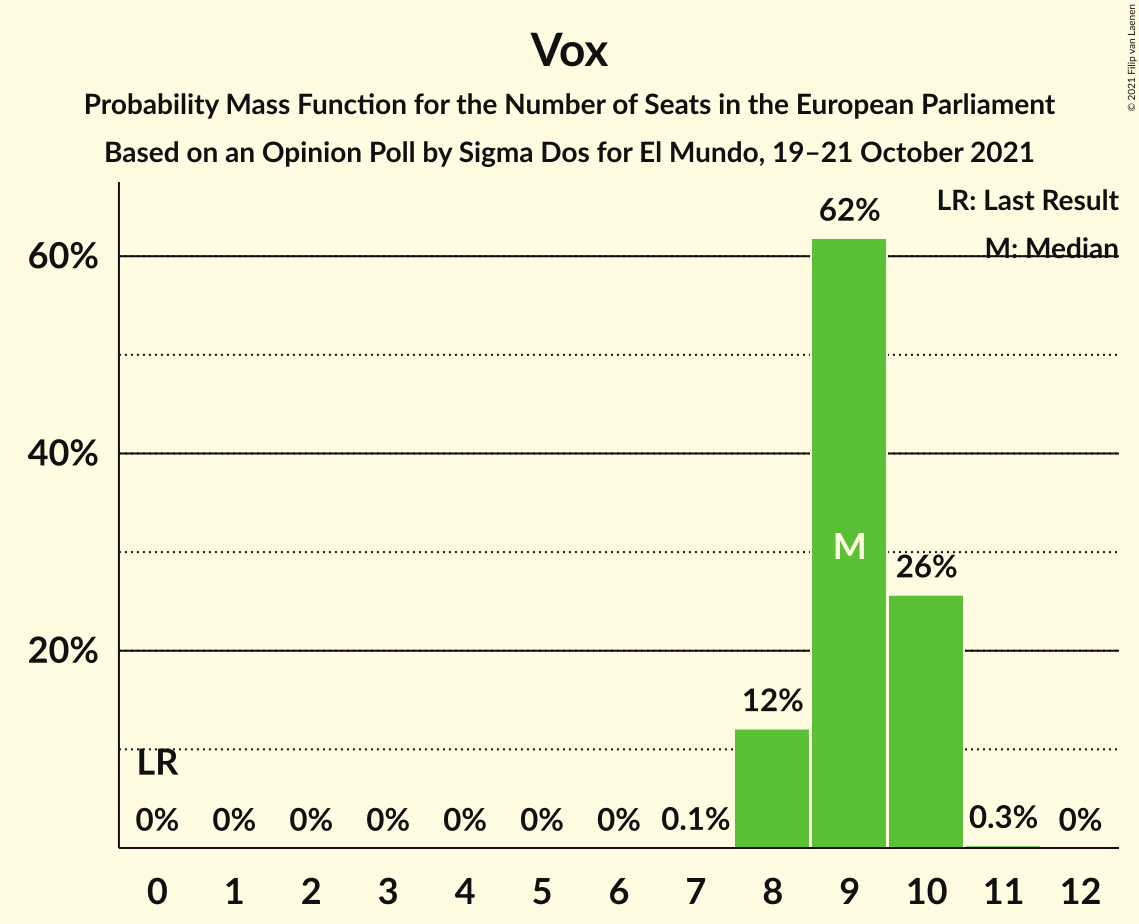 Vox
Probability Mass Function for the Number of Seats in the European Parliament
Based on an Opinion Poll by Sigma Dos for El Mundo, 19–21 October 2021
© 2021 Filip van Laenen
LR: Last Result
M: Median
60%
40%
20%
62%
M
26%
12%
LR
0% 0% 0% 0% 0% 0% 0% 0.1% 0.3% 0%
0 1 2 3 4 5 6 7 8 9 10 11 12